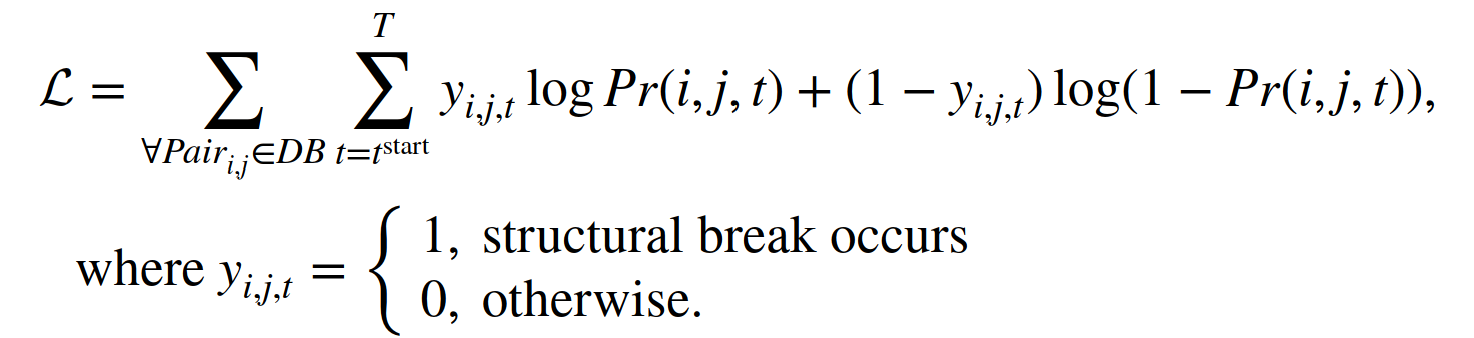 ℒ = ∑_{∀Pair_{i,j}∈DB} ∑_{t=t^{start}}^{T} y_{i,j,t} log Pr(i, j, t) + (1 − y_{i,j,t}) log(1 − Pr(i, j, t)),
where y_{i,j,t} = { 1, structural break occurs
0, otherwise.